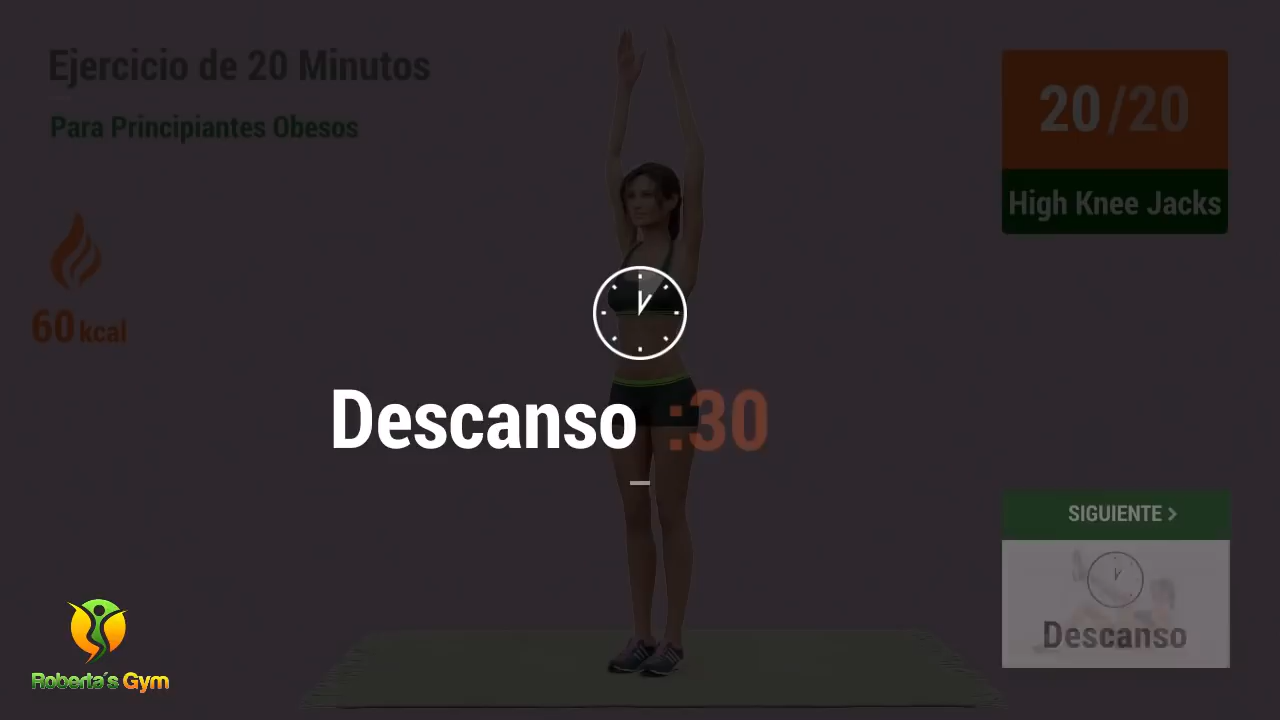 Ejercicio de 20 Minutos
Para Principiantes Obesos
20/20
High Knee Jacks
60 kcal
Descanso :30
SIGUIENTE >
Descanso
Roberta's Gym